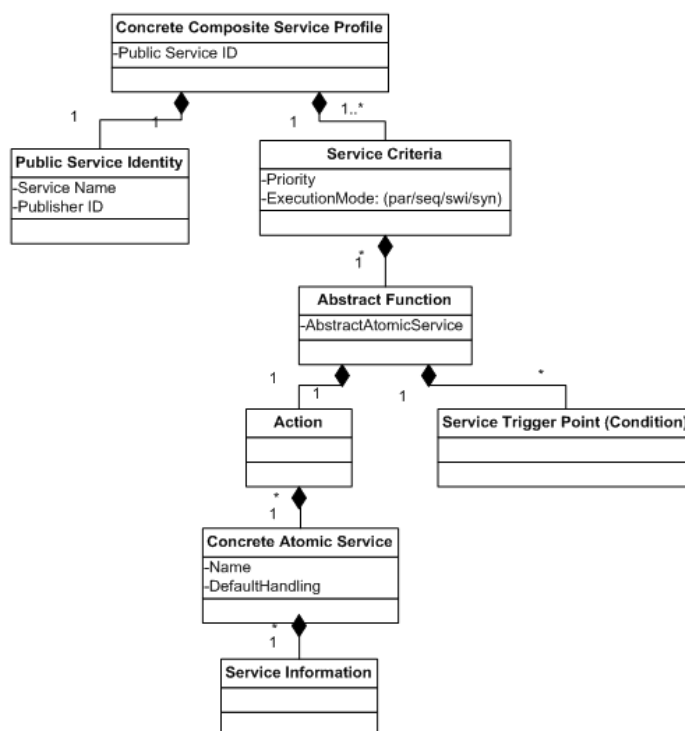 Concrete Composite Service Profile
-Public Service ID
1
1
1
1..*
Public Service Identity
-Service Name
-Publisher ID
Service Criteria
-Priority
-ExecutionMode: (par/seq/swi/syn)
*
1
Abstract Function
-AbstractAtomicService
1
1
1
*
Action
Service Trigger Point (Condition)
*
1
Concrete Atomic Service
-Name
-DefaultHandling
*
1
Service Information